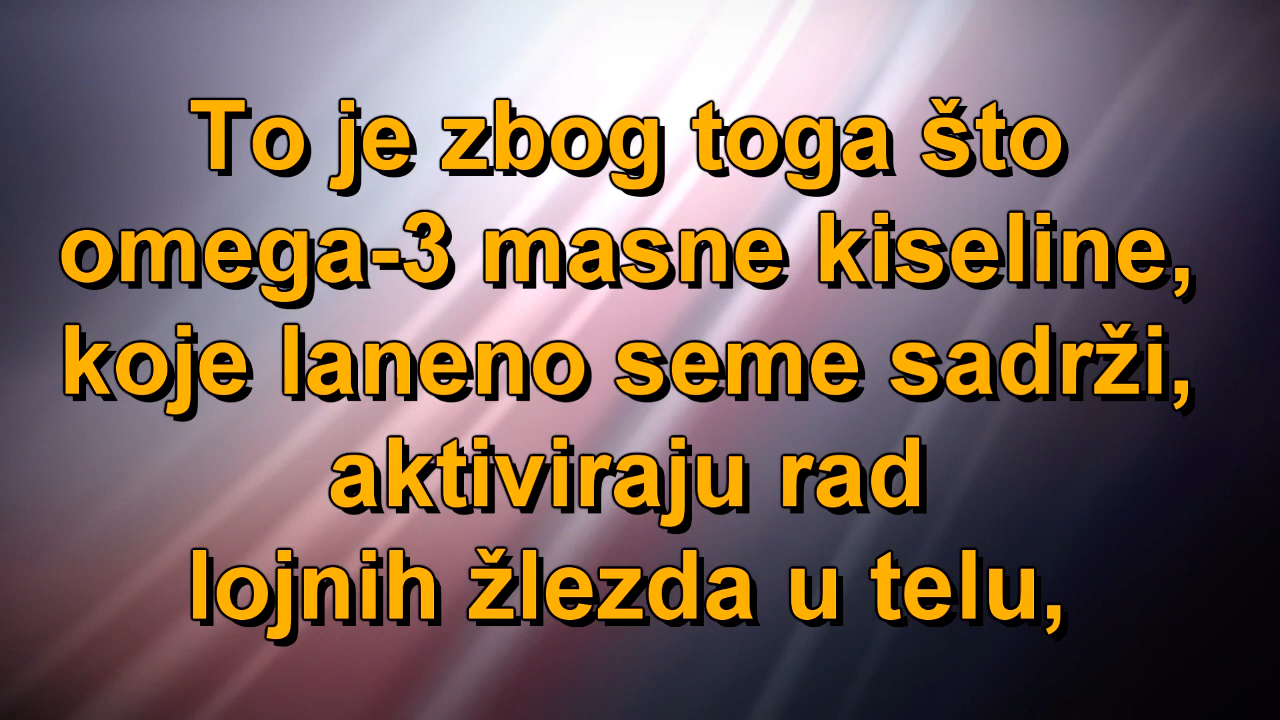 To je zbog toga što
omega-3 masne kiseline,
koje laneno seme sadrži,
aktiviraju rad
lojnih žlezda u telu,